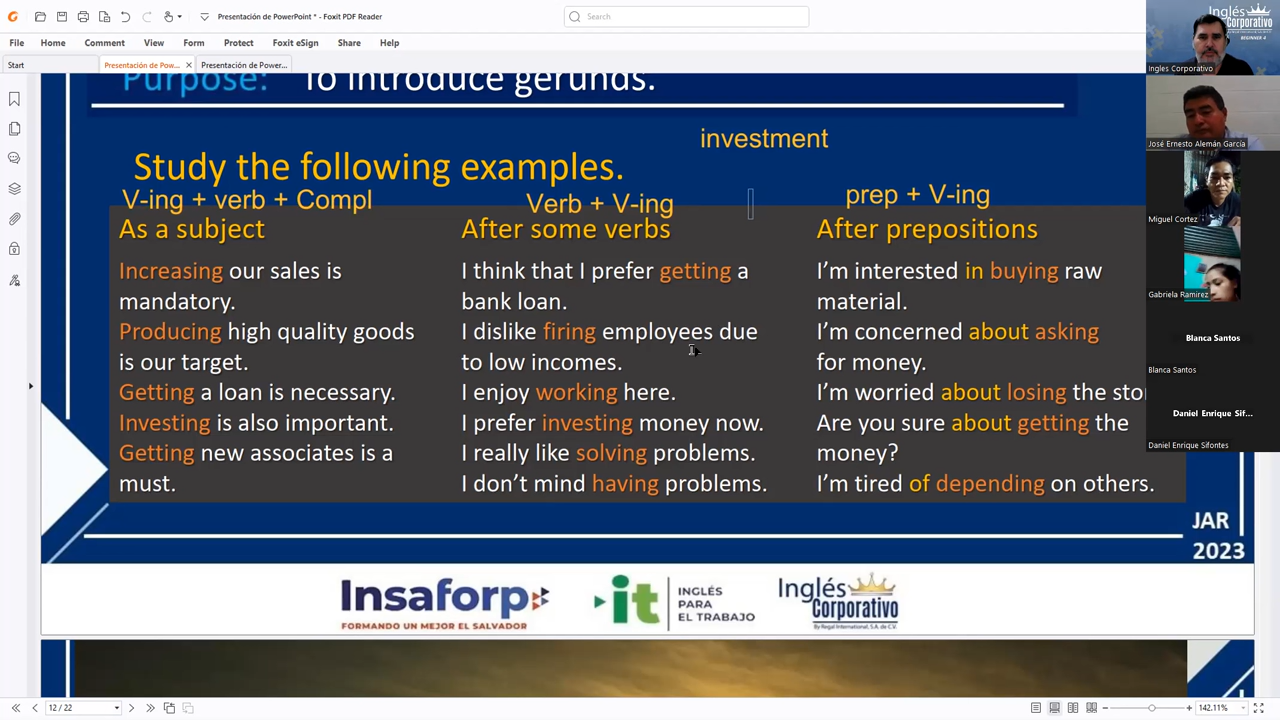 Presentación de PowerPoint * - Foxit PDF Reader
Search
File Home Comment View Form Protect Foxit eSign Share Help
Start
Presentación de Pow...
Presentación de Power...
Inglés
Corporativo
BEGINNER 4
Ingles Corporativo
José Ernesto Alemán García
Miguel Cortez
Gabriela Ramirez
Blanca Santos
Blanca Santos
Daniel Enrique Sif...
Daniel Enrique Sifontes
Purpose: To introduce gerunds.
investment
Study the following examples.
V-ing + verb + Compl
As a subject
Increasing our sales is
mandatory.
Producing high quality goods
is our target.
Getting a loan is necessary.
Investing is also important.
Getting new associates is a
must.
Verb + V-ing
After some verbs
I think that I prefer getting a
bank loan.
I dislike firing employees due
to low incomes.
I enjoy working here.
I prefer investing money now.
I really like solving problems.
I don't mind having problems.
prep + V-ing
After prepositions
I'm interested in buying raw
material.
I'm concerned about asking
for money.
I'm worried about losing the sto
Are you sure about getting the
money?
I'm tired of depending on others.
JAR
2023
Insaforp
FORMANDO UN MEJOR EL SALVADOR
it
INGLÉS
PARA
EL TRABAJO
Inglés
Corporativo
By Regal International, S.A. de C.V.
12 / 22
142.11%